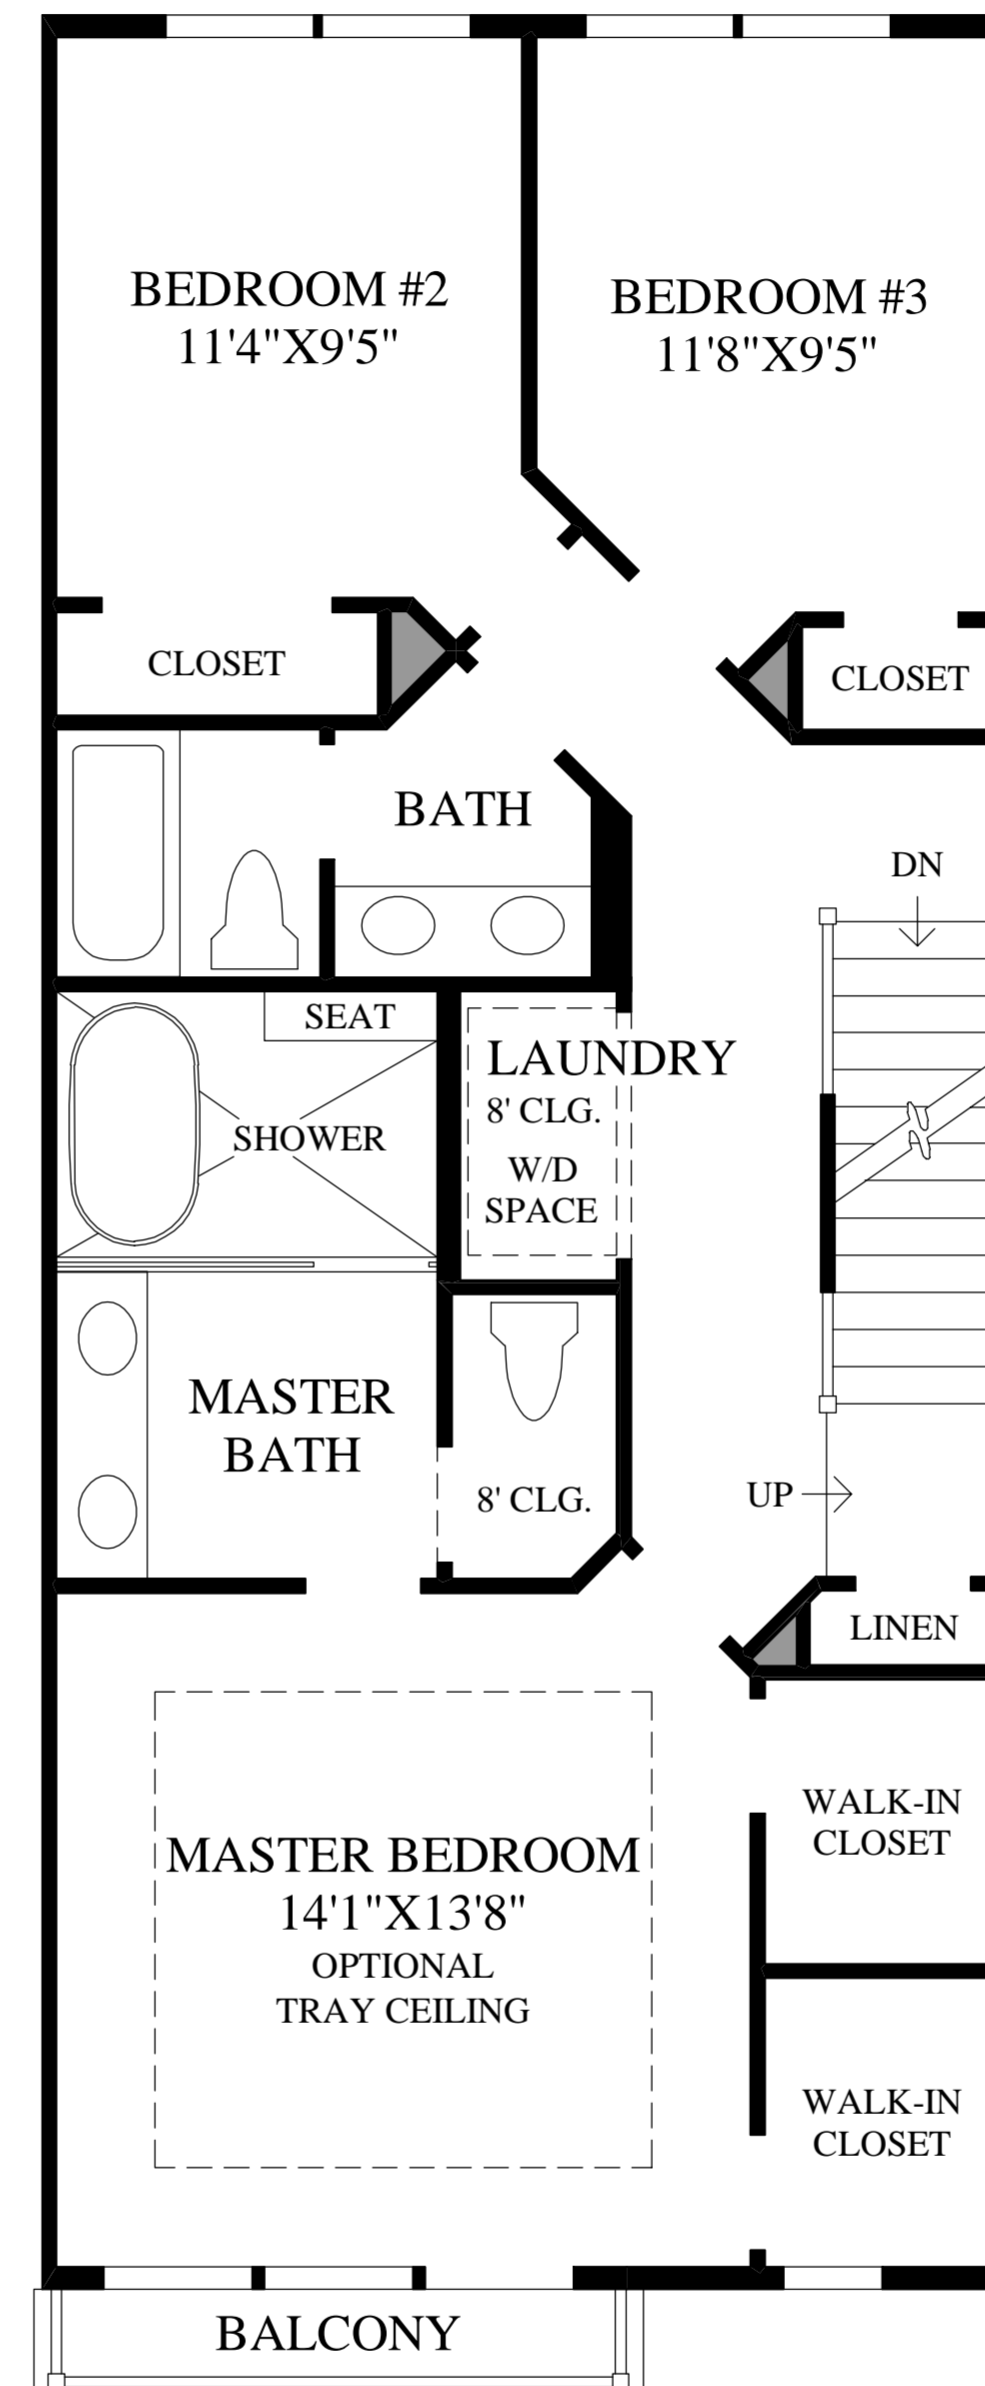 BEDROOM #2
11'4"X9'5"
BEDROOM #3
11'8"X9'5"
CLOSET
CLOSET
BATH
DN
SEAT
SHOWER
LAUNDRY
8' CLG.
W/D
SPACE
MASTER
BATH
8' CLG.
UP
LINEN
WALK-IN
CLOSET
MASTER BEDROOM
14'1"X13'8"
OPTIONAL
TRAY CEILING
WALK-IN
CLOSET
BALCONY